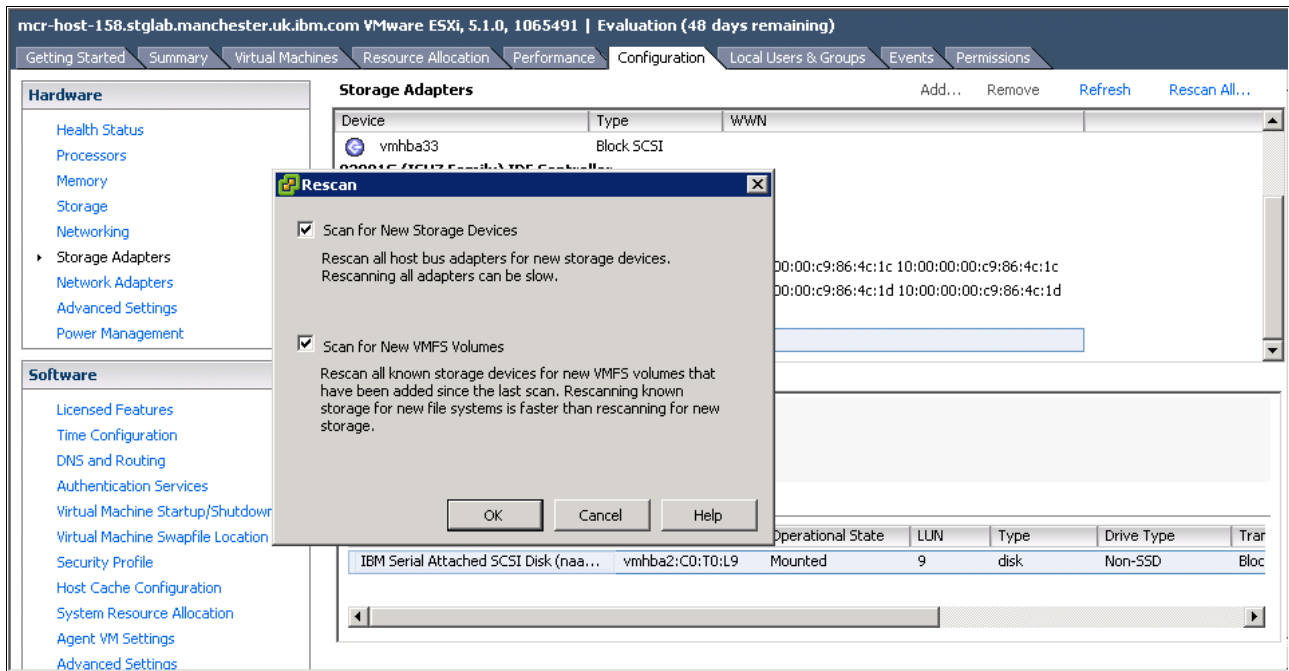 mcr-host-158.stglab.manchester.uk.ibm.com VMware ESXi, 5.1.0, 1065491 | Evaluation (48 days remaining)
Getting Started Summary Virtual Machines Resource Allocation Performance Configuration Local Users & Groups Events Permissions
Hardware
Health Status
Processors
Memory
Storage
Networking
Storage Adapters
Network Adapters
Advanced Settings
Power Management
Software
Licensed Features
Time Configuration
DNS and Routing
Authentication Services
Virtual Machine Startup/Shutdown
Virtual Machine Swapfile Location
Security Profile
Host Cache Configuration
System Resource Allocation
Agent VM Settings
Advanced Settings
Storage Adapters Add... Remove Refresh Rescan All...
Device Type WWN
vmhba33 Block SCSI
Rescan
Scan for New Storage Devices
Rescan all host bus adapters for new storage devices.
Rescanning all adapters can be slow.
Scan for New VMFS Volumes
Rescan all known storage devices for new VMFS volumes that
have been added since the last scan. Rescanning known
storage for new file systems is faster than rescanning for new
storage.
OK Cancel Help
00:00:c9:86:4c:1c 10:00:00:00:c9:86:4c:1c
00:00:c9:86:4c:1d 10:00:00:00:c9:86:4c:1d
Operational State LUN Type Drive Type Tran
IBM Serial Attached SCSI Disk (naa... vmhba2:C0:T0:L9 Mounted 9 disk Non-SSD Bloc